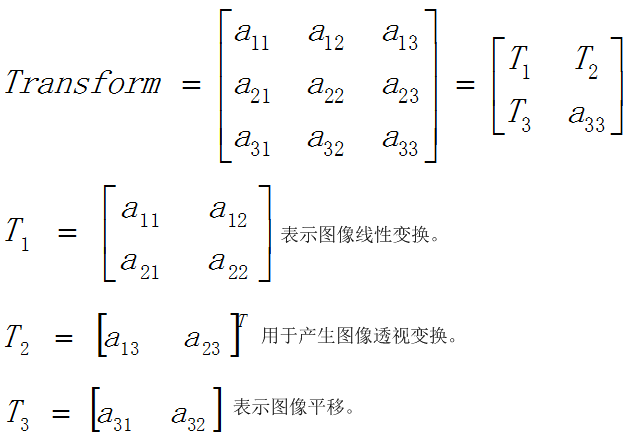 Transform = [a11 a12 a13
a21 a22 a23
a31 a32 a33] = [T1 T2
T3 a33]
T1 = [a11 a12
a21 a22] 表示图像线性变换。
T2 = [a13 a23]T 用于产生图像透视变换。
T3 = [a31 a32] 表示图像平移。